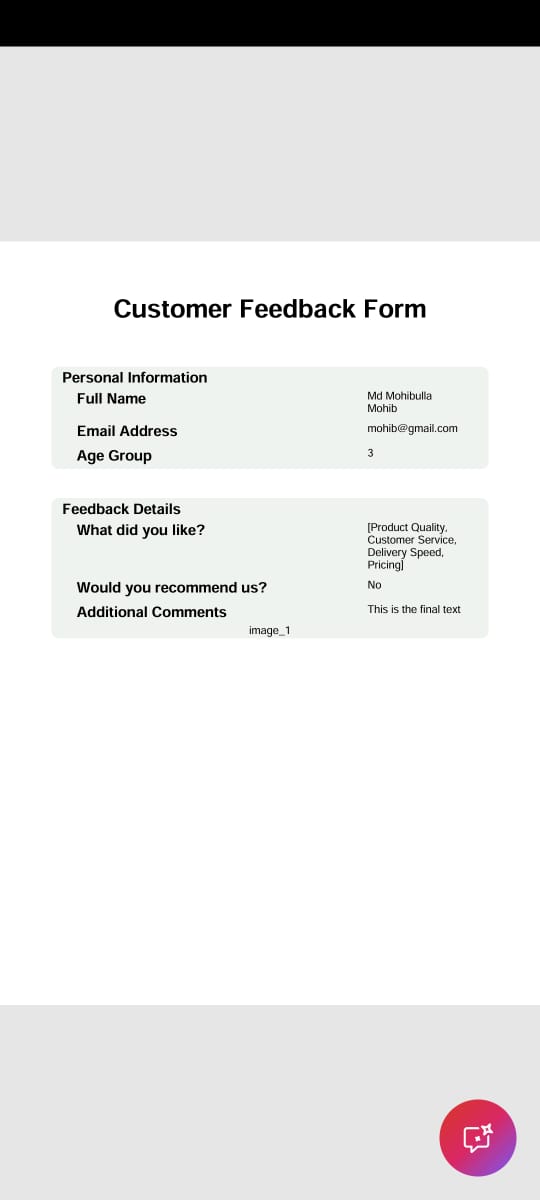 Customer Feedback Form
Personal Information
Full Name
Md Mohibulla
Mohib
Email Address
mohib@gmail.com
Age Group
3
Feedback Details
What did you like?
[Product Quality,
Customer Service,
Delivery Speed,
Pricing]
Would you recommend us?
No
Additional Comments
This is the final text
image_1